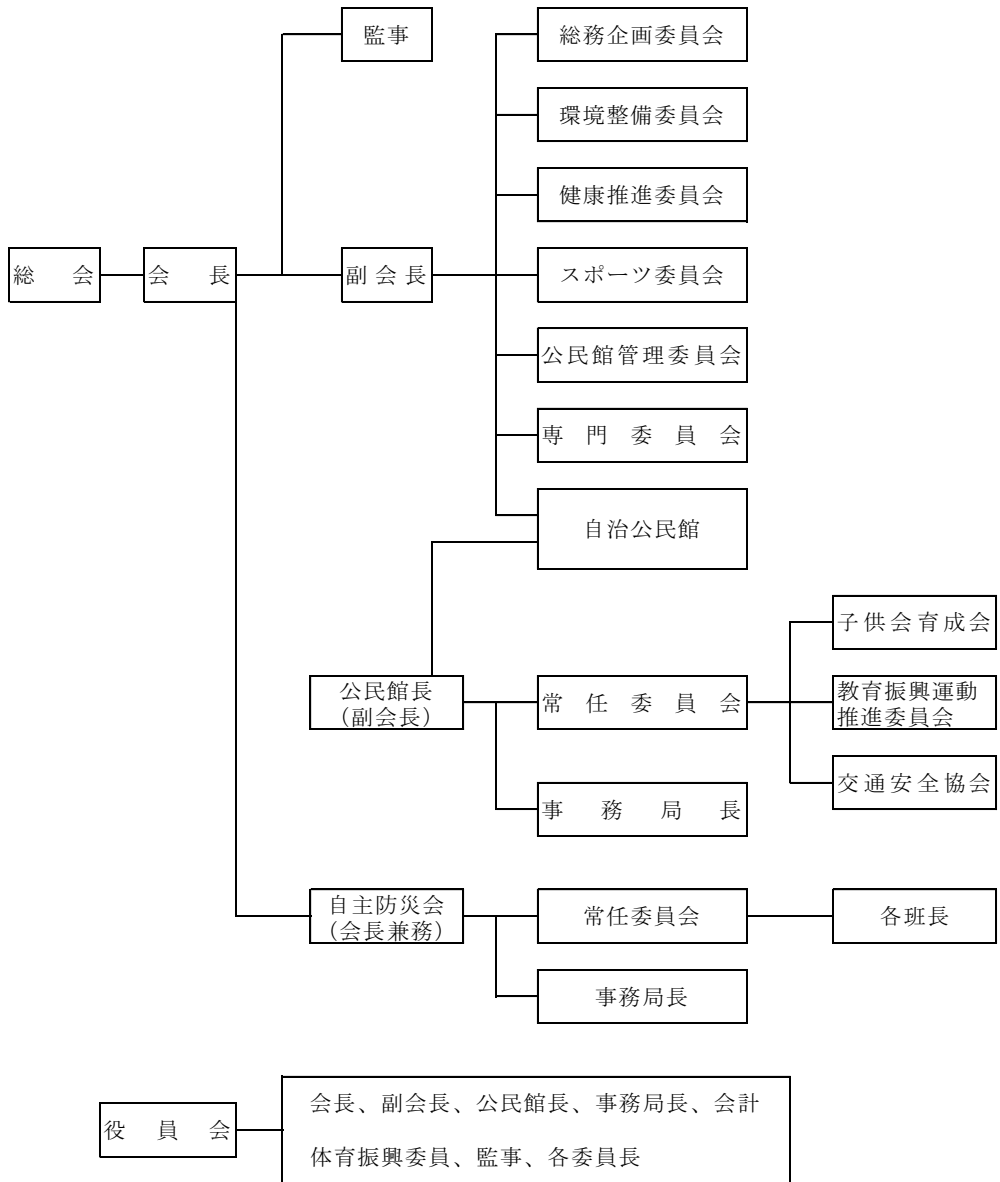 監事
総務企画委員会
環境整備委員会
健康推進委員会
総会
会長
副会長
スポーツ委員会
公民館管理委員会
専門委員会
自治公民館
子供会育成会
公民館長
(副会長)
常任委員会
教育振興運動
推進委員会
交通安全協会
事務局長
自主防災会
(会長兼務)
常任委員会
各班長
事務局長
役員会
会長、副会長、公民館長、事務局長、会計
体育振興委員、監事、各委員長